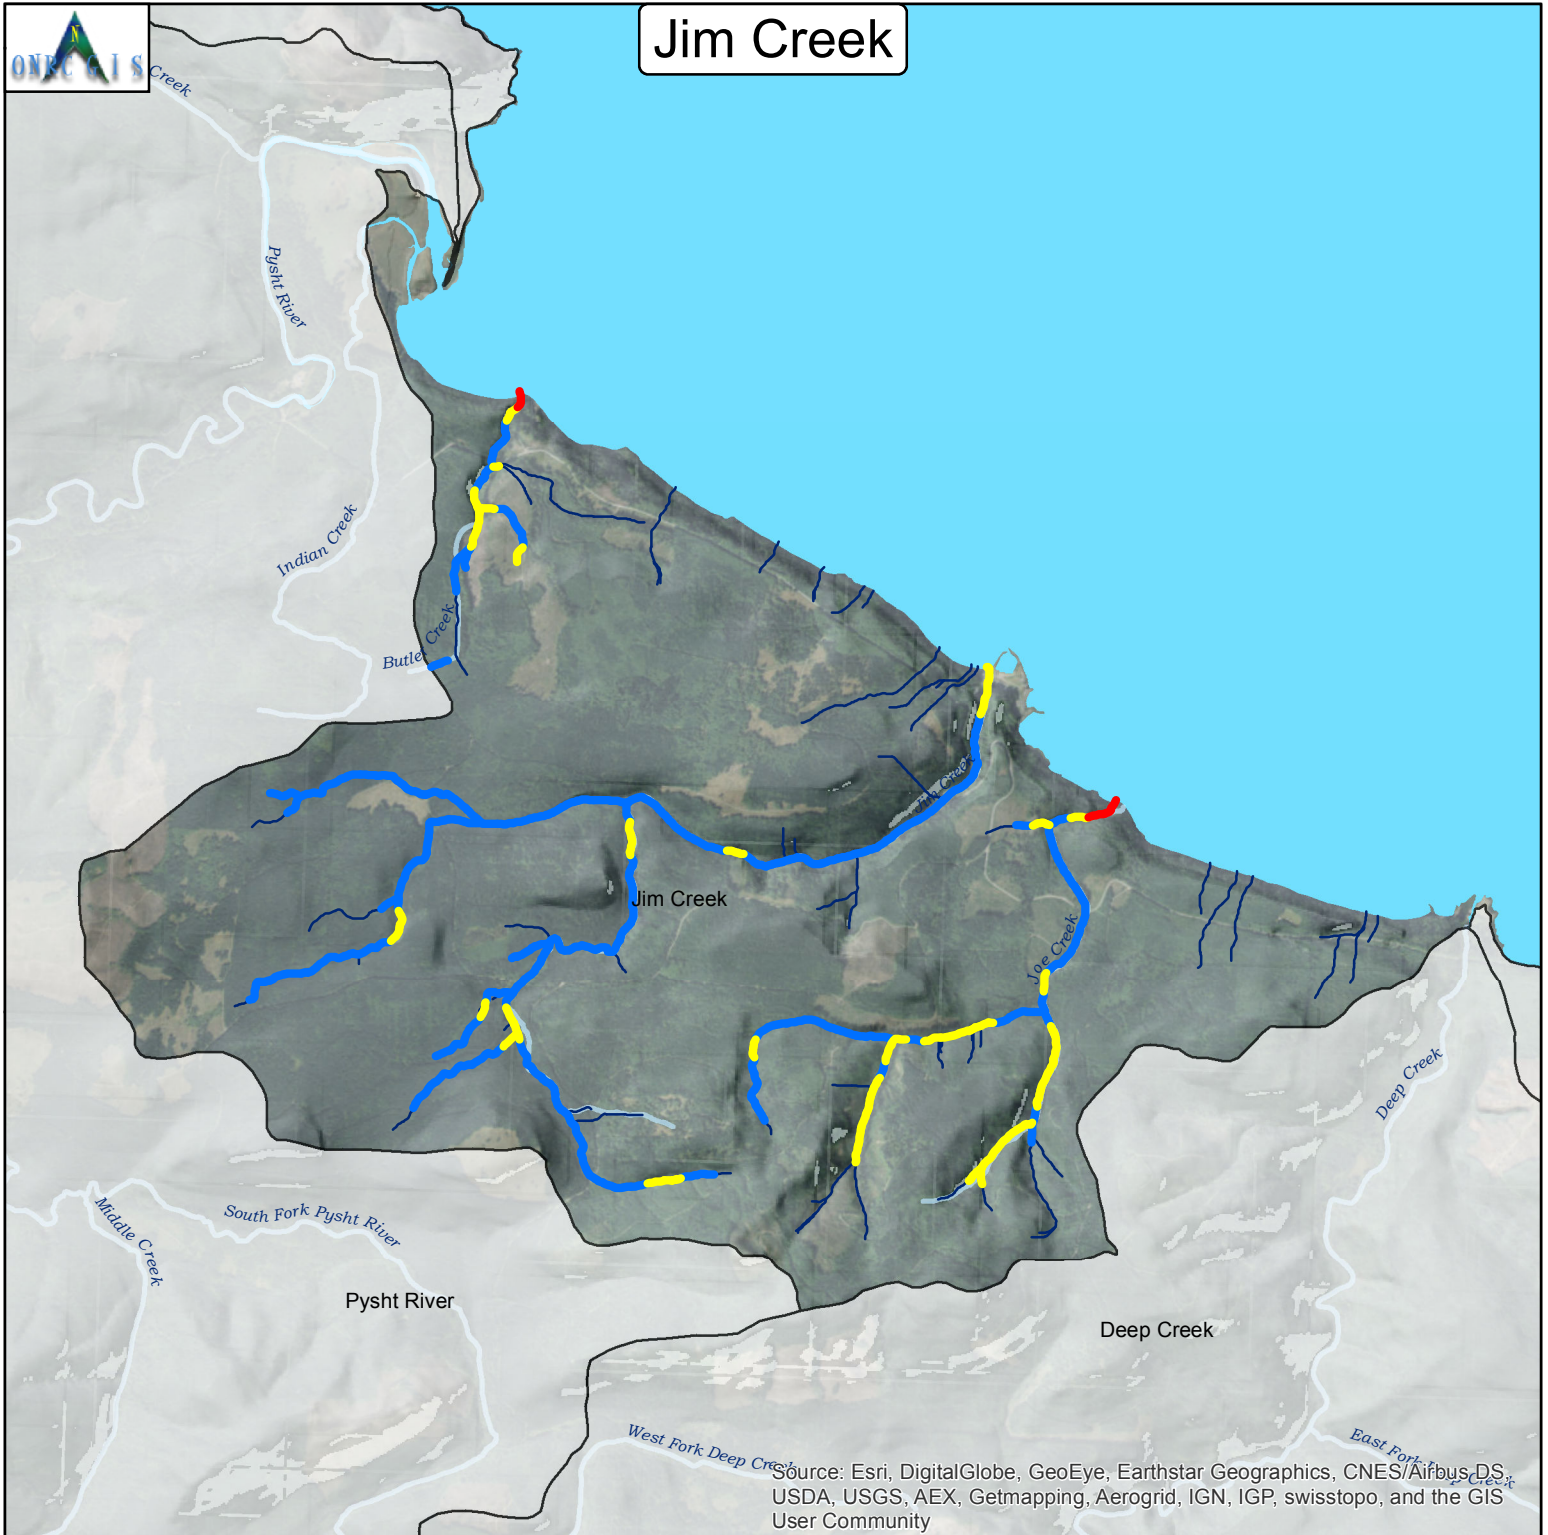 Jim Creek
N
ONRC GIS
Creek
Pysht River
Indian Creek
Creek
Jim Creek
Jim Creek
Joe Creek
Deep Creek
Middle Creek
South Fork Pysht River
Pysht River
Deep Creek
West Fork Deep Creek
East Fork Deep Creek
Source: Esri, DigitalGlobe, GeoEye, Earthstar Geographics, CNES/Airbus DS,
USDA, USGS, AEX, Getmapping, Aerogrid, IGN, IGP, swisstopo, and the GIS
User Community